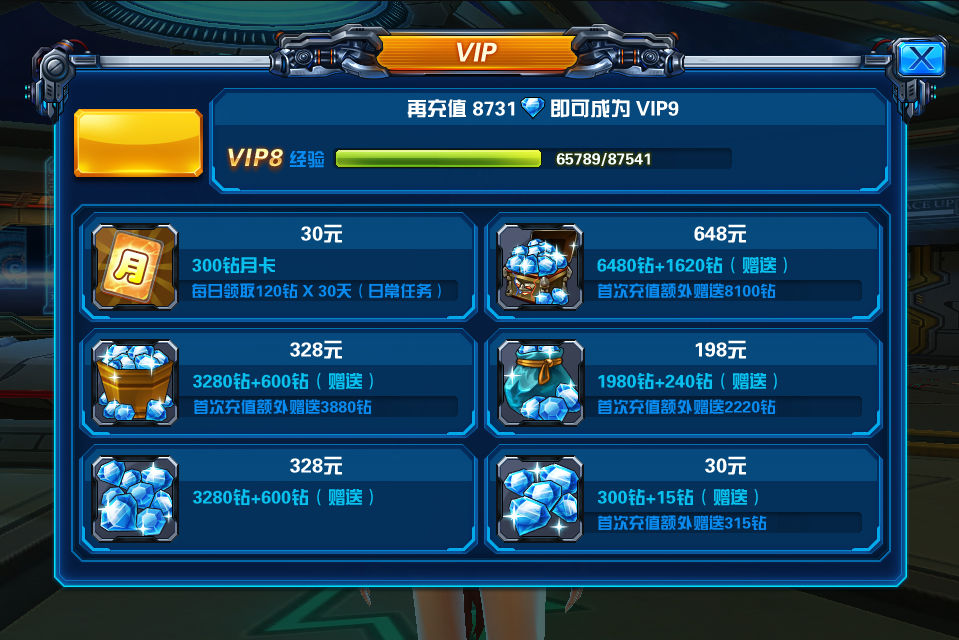 VIP
再充值 8731 即可成为 VIP9
VIP8 经验 65789/87541
30元
300钻月卡
每日领取120钻 X 30天（日常任务）
月
648元
6480钻+1620钻（赠送）
首次充值额外赠送8100钻
328元
3280钻+600钻（赠送）
首次充值额外赠送3880钻
198元
1980钻+240钻（赠送）
首次充值额外赠送2220钻
328元
3280钻+600钻（赠送）
30元
300钻+15钻（赠送）
首次充值额外赠送315钻